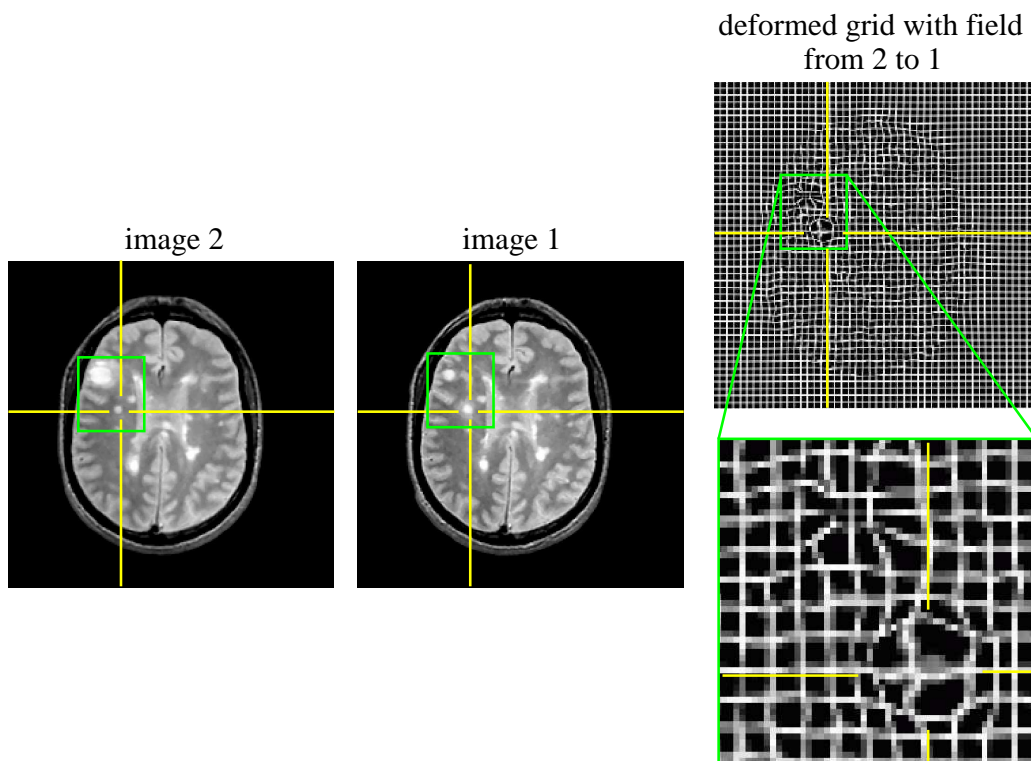 deformed grid with field
from 2 to 1
image 2
image 1